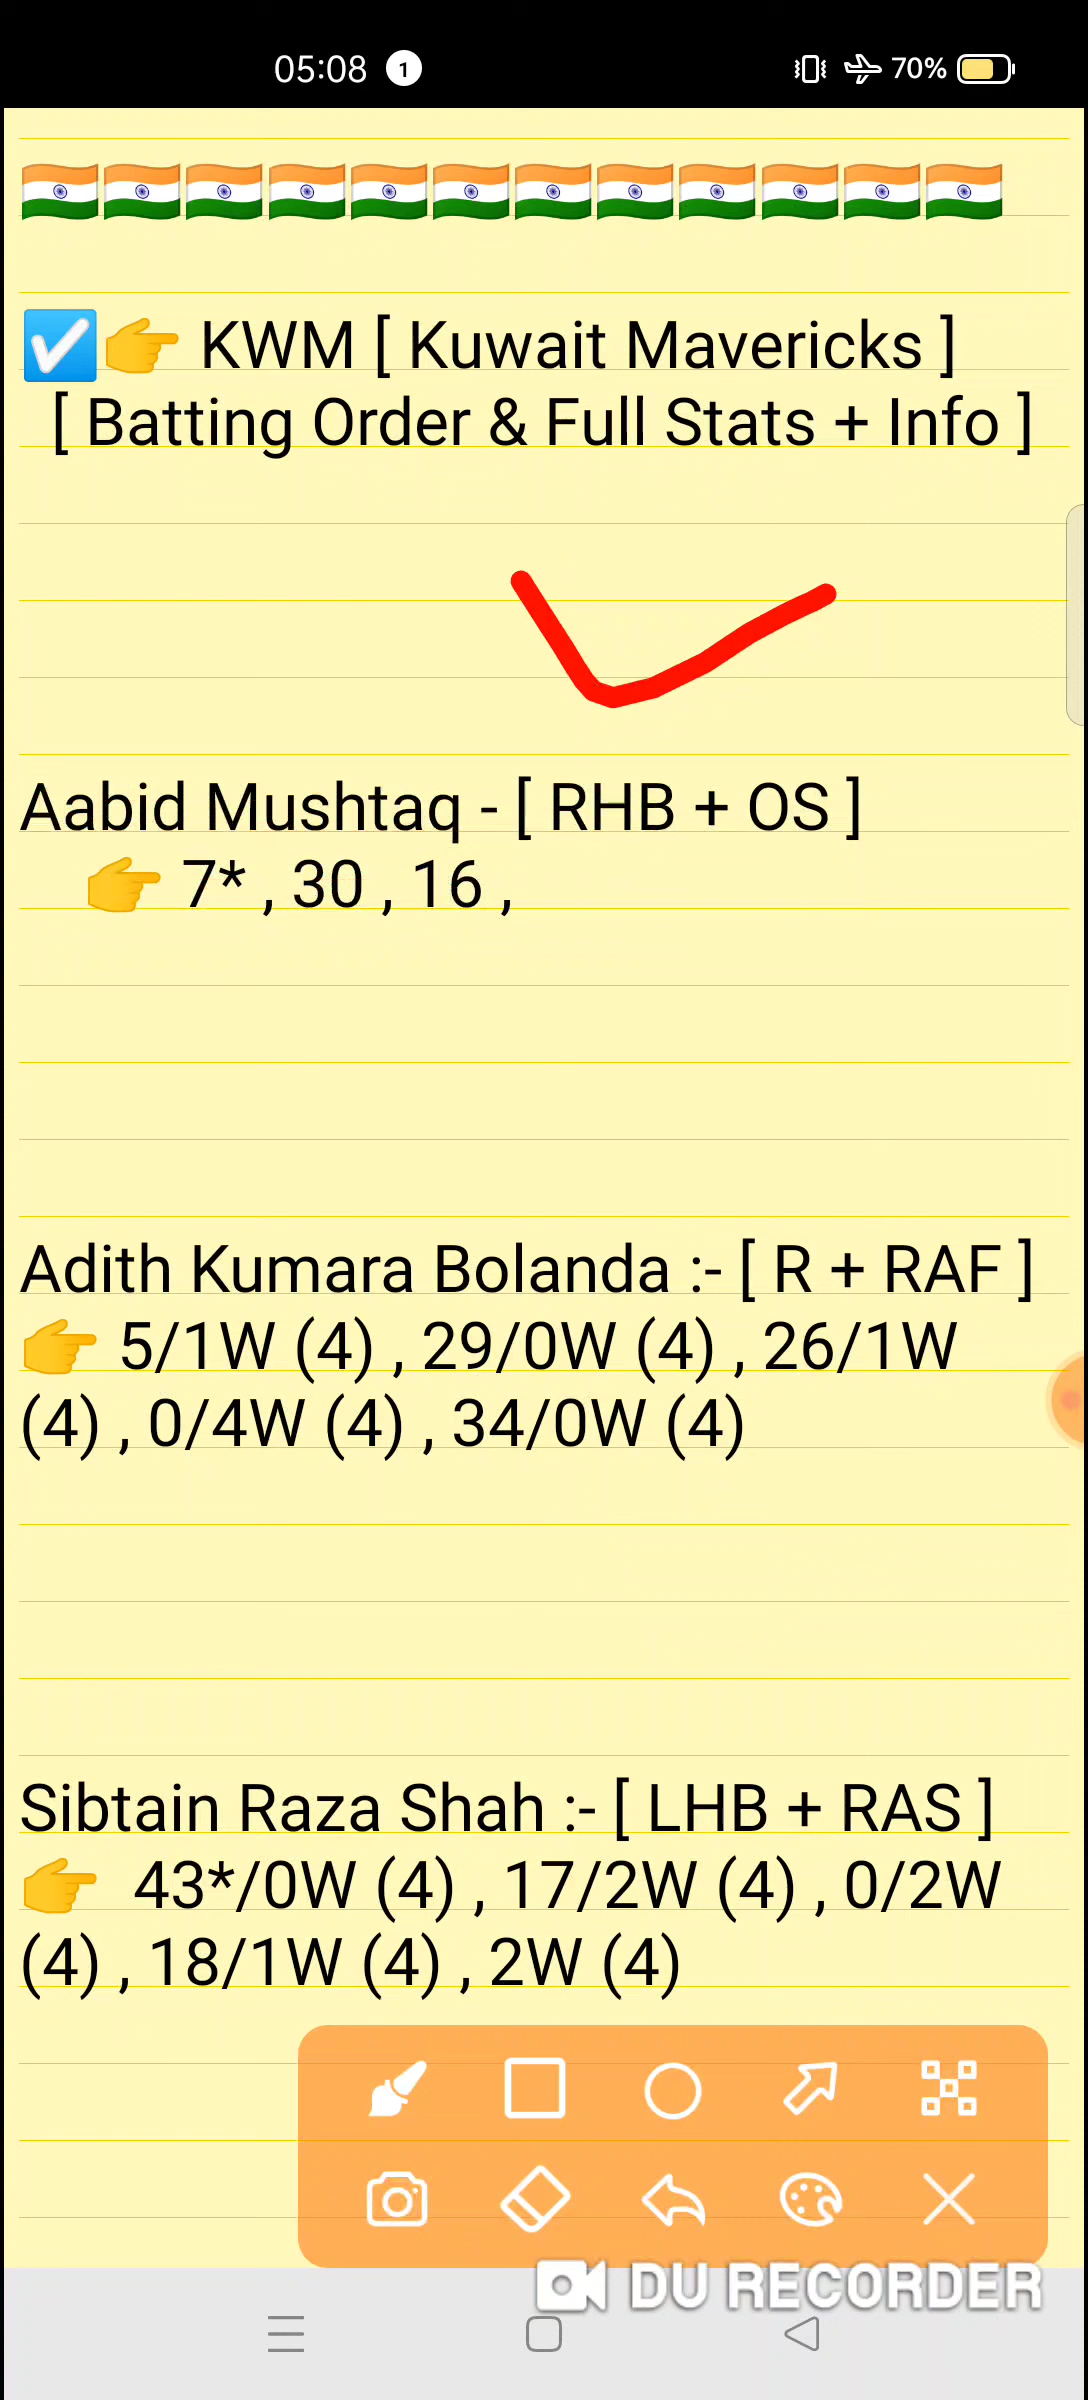 05:08 1 70%
🇮🇳🇮🇳🇮🇳🇮🇳🇮🇳🇮🇳🇮🇳🇮🇳🇮🇳🇮🇳🇮🇳🇮🇳
☑️👉 KWM [ Kuwait Mavericks ]
[ Batting Order & Full Stats + Info ]
Aabid Mushtaq - [ RHB + OS ]
👉 7* , 30 , 16 ,
Adith Kumara Bolanda :- [ R + RAF ]
👉 5/1W (4) , 29/0W (4) , 26/1W
(4) , 0/4W (4) , 34/0W (4)
Sibtain Raza Shah :- [ LHB + RAS ]
👉 43*/0W (4) , 17/2W (4) , 0/2W
(4) , 18/1W (4) , 2W (4)
DU RECORDER